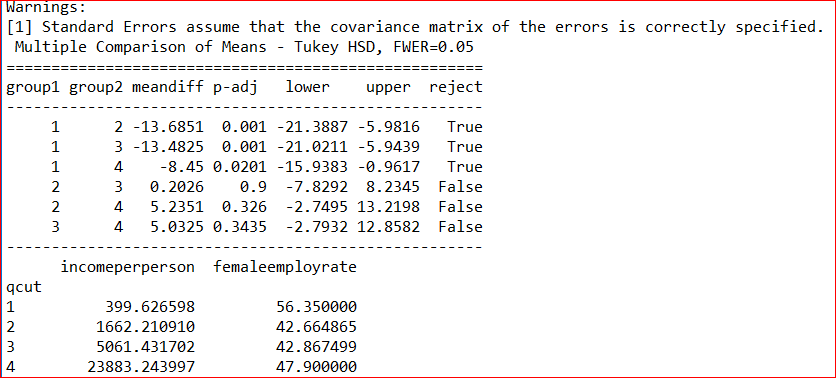 Warnings:
[1] Standard Errors assume that the covariance matrix of the errors is correctly specified.
Multiple Comparison of Means - Tukey HSD, FWER=0.05
=====================================================
group1 group2 meandiff p-adj   lower    upper  reject
-----------------------------------------------------
     1      2 -13.6851  0.001 -21.3887 -5.9816   True
     1      3 -13.4825  0.001 -21.0211 -5.9439   True
     1      4    -8.45 0.0201 -15.9383 -0.9617   True
     2      3   0.2026    0.9  -7.8292  8.2345  False
     2      4   5.2351  0.326  -2.7495 13.2198  False
     3      4   5.0325 0.3435  -2.7932 12.8582  False
-----------------------------------------------------
      incomeperperson  femaleemployrate
qcut
1          399.626598         56.350000
2         1662.210910         42.664865
3         5061.431702         42.867499
4        23883.243997         47.900000